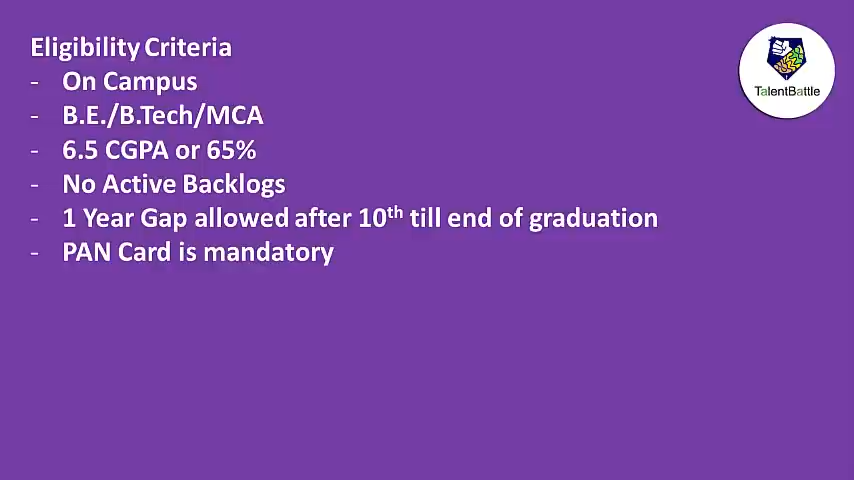 Eligibility Criteria
- On Campus
- B.E./B.Tech/MCA
- 6.5 CGPA or 65%
- No Active Backlogs
- 1 Year Gap allowed after 10th till end of graduation
- PAN Card is mandatory
TalentBattle